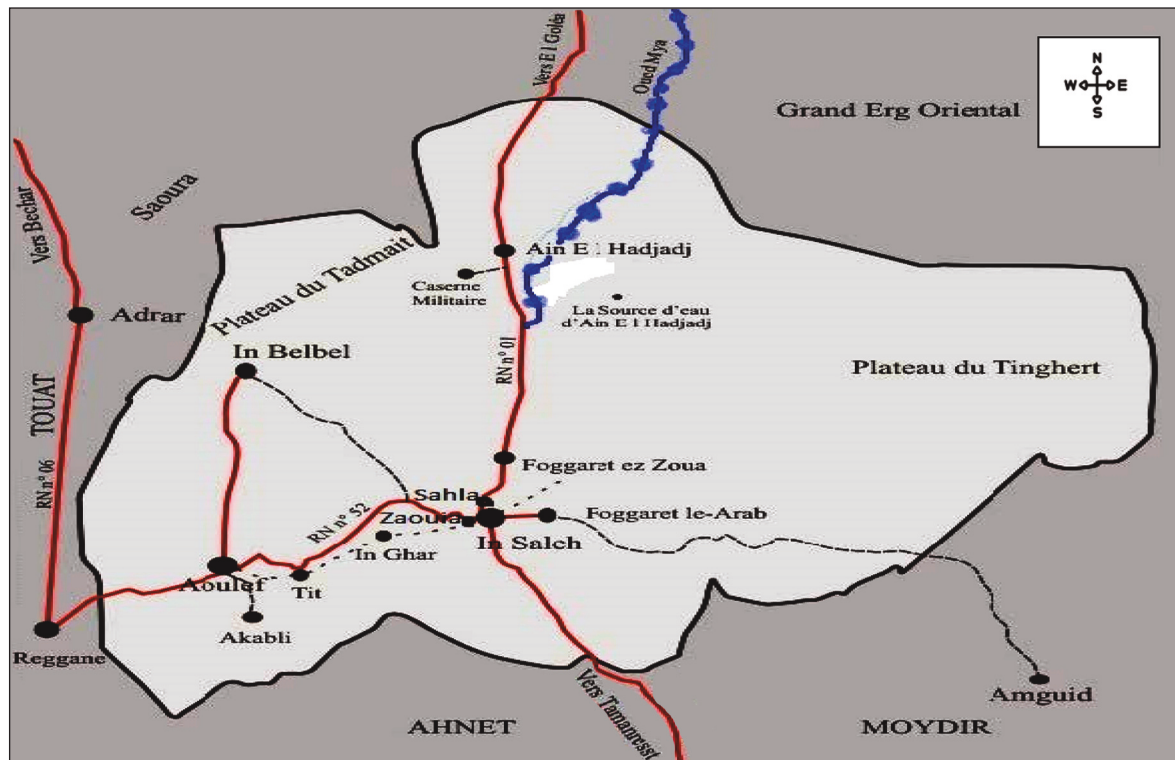 Vers El Goléa
Oued Mya
N
W E
S
Grand Erg Oriental
Saoura
Vers Bechar
Plateau du Tadmait
Ain E l Hadjadj
Caserne
Militaire
La Source d'eau
d'Ain E l Hadjadj
Adrar
In Belbel
RN n° 01
Plateau du Tinghert
TOUAT
RN n° 06
Foggaret ez Zoua
Sahla
RN n° 52
Zaouia
Foggaret le-Arab
In Salch
In Ghar
Aoulef
Tit
Akabli
Reggane
Amguid
Vers Tamanresst
AHNET
MOYDIR